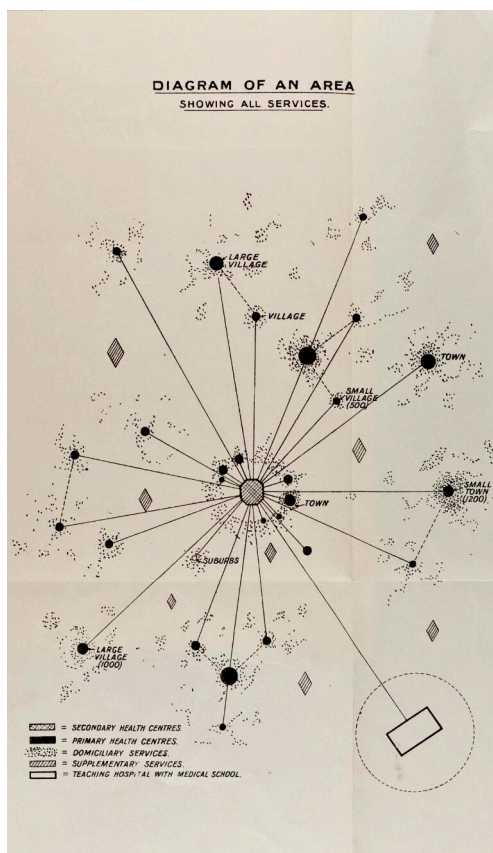 DIAGRAM OF AN AREA
SHOWING ALL SERVICES.
LARGE
VILLAGE
VILLAGE
TOWN
SMALL
VILLAGE
(500)
SMALL
TOWN
(1200)
TOWN
SUBURBS
LARGE
VILLAGE
(1000)
= SECONDARY HEALTH CENTRES.
= PRIMARY HEALTH CENTRES.
= DOMICILIARY SERVICES.
= SUPPLEMENTARY SERVICES.
= TEACHING HOSPITAL WITH MEDICAL SCHOOL.